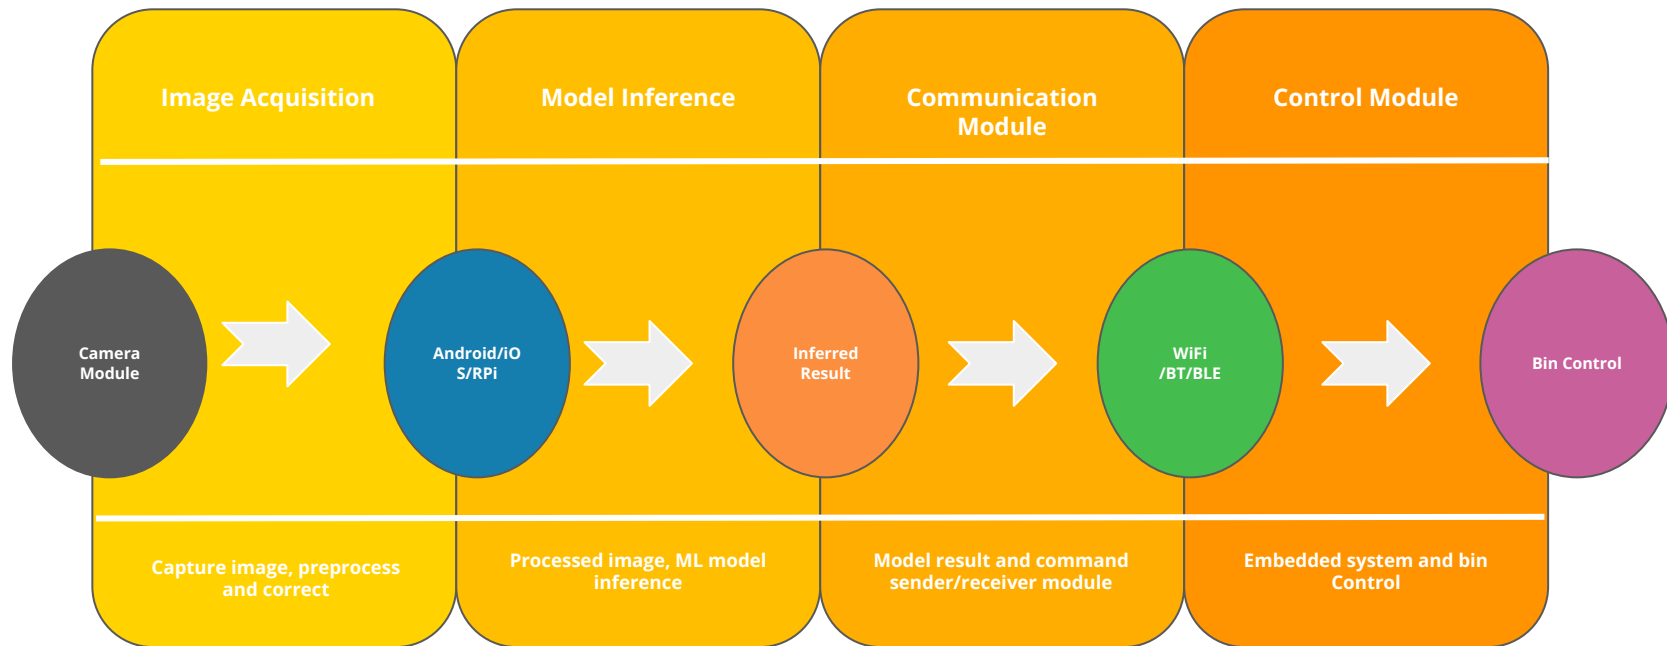 Image Acquisition
Model Inference
Communication
Module
Control Module
Camera
Module
Android/iO
S/RPi
Inferred
Result
WiFi
/BT/BLE
Bin Control
Capture image, preprocess
and correct
Processed image, ML model
inference
Model result and command
sender/receiver module
Embedded system and bin
Control